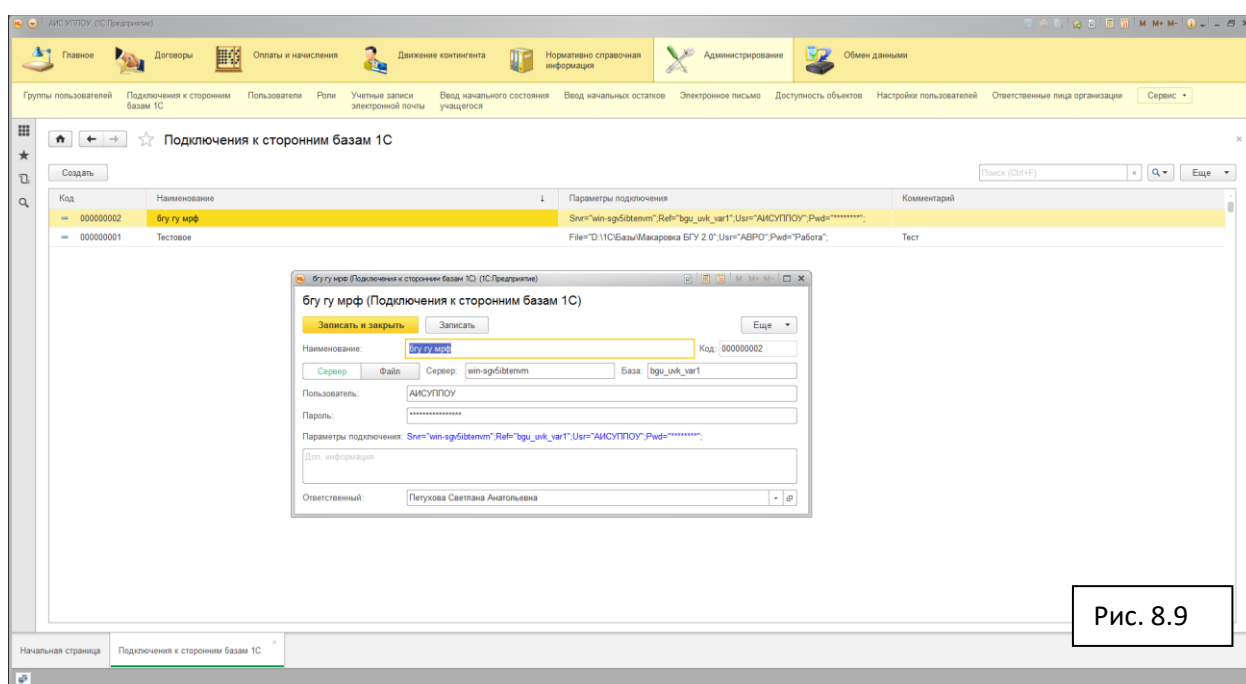 АИСУППОУ (1С:Предприятие)
M M+ M-
Главное
Договоры
Оплаты и начисления
Движение контингента
Нормативно справочная информация
Администрирование
Обмен данными
Группы пользователей
Подключения к сторонним базам 1С
Пользователи
Роли
Учетные записи электронной почты
Ввод начального состояния учащегося
Ввод начальных остатков
Электронное письмо
Доступность объектов
Настройки пользователей
Ответственные лица организации
Сервис
Подключения к сторонним базам 1С
Создать
Поиск (Ctrl+F)
Еще
Код Наименование Параметры подключения Комментарий
000000002 бгу гу мрф Srvr="win-sgv5ibtenvm";Ref="bgu_uvk_var1";Usr="АИСУППОУ";Pwd="********";
000000001 Тестовое File="D:\1С\Базы\Макаровка БГУ 2.0";Usr="АВРО";Pwd="Работа"; Тест
бгу гу мрф (Подключения к сторонним базам 1С) (1С:Предприятие)
M M+ M-
бгу гу мрф (Подключения к сторонним базам 1С)
Записать и закрыть Записать Еще
Наименование: бгу гу мрф Код: 000000002
Сервер Файл Сервер: win-sgv5ibtenvm База: bgu_uvk_var1
Пользователь: АИСУППОУ
Пароль: ****************
Параметры подключения: Srvr="win-sgv5ibtenvm";Ref="bgu_uvk_var1";Usr="АИСУППОУ";Pwd="********";
Доп. информация
Ответственный: Петухова Светлана Анатольевна
Рис. 8.9
Начальная страница
Подключения к сторонним базам 1С